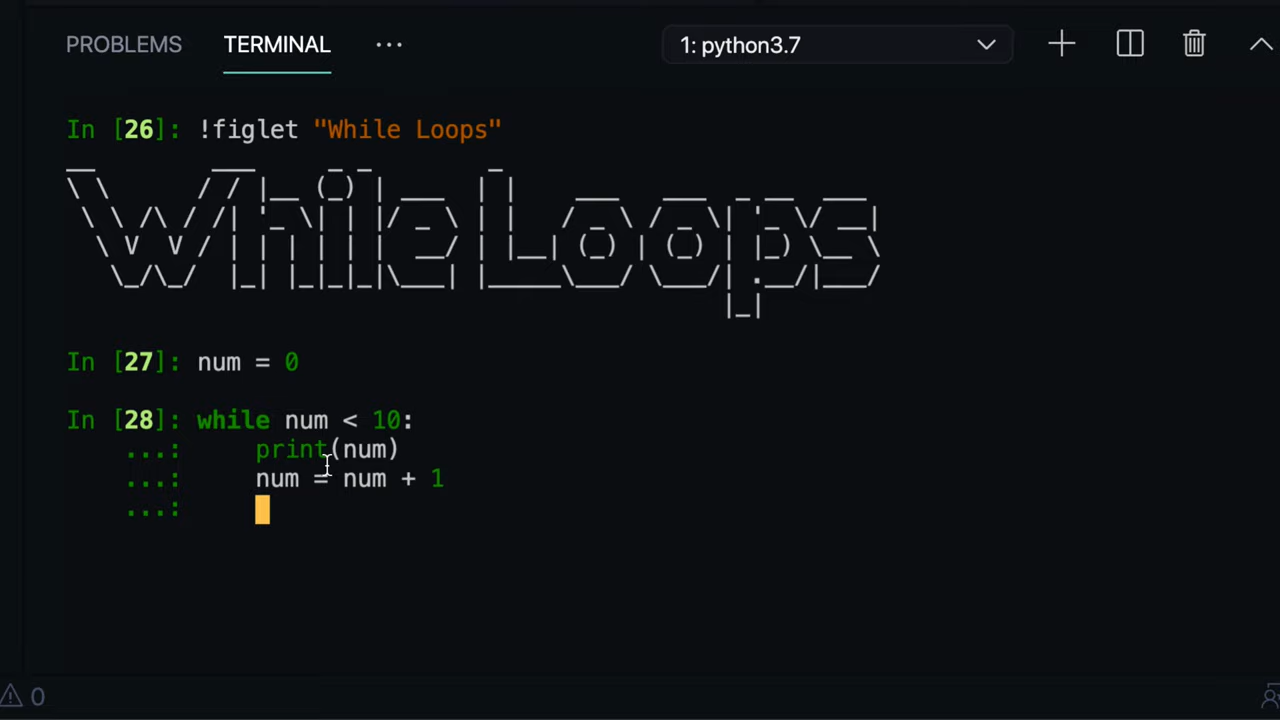 PROBLEMS TERMINAL ... 1: python3.7
In [26]: !figlet "While Loops"
While Loops
In [27]: num = 0
In [28]: while num < 10:
...: print(num)
...: num = num + 1
...:
0